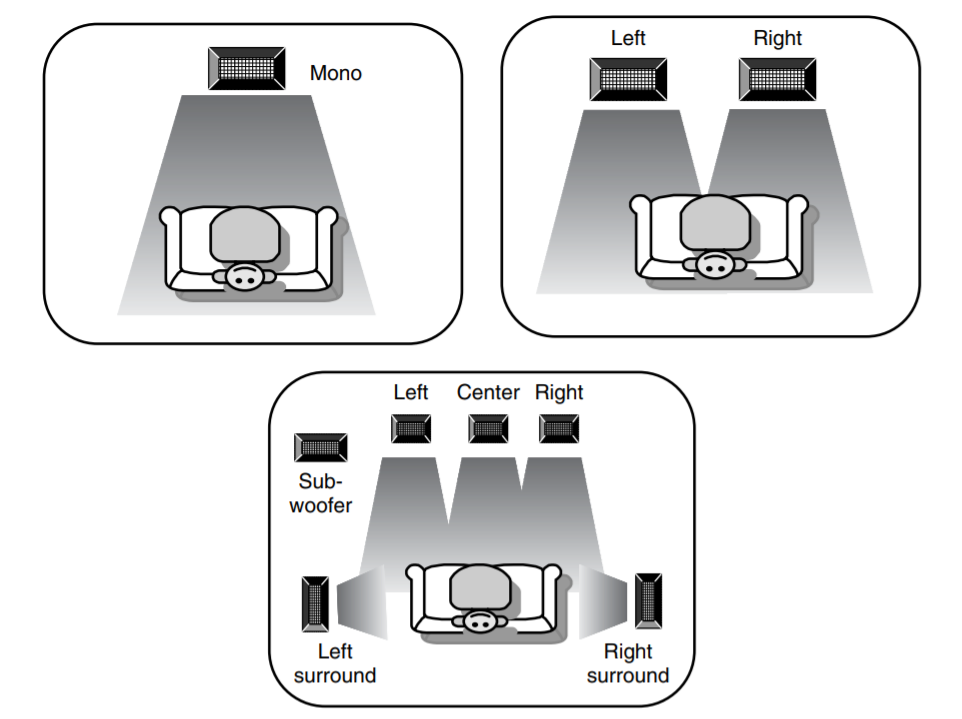 Mono
Left
Right
Left
Center
Right
Sub-
woofer
Left
surround
Right
surround